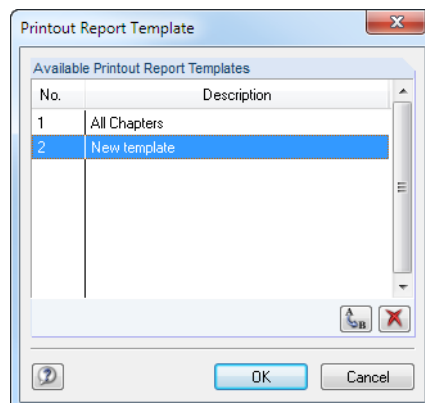 Printout Report Template
Available Printout Report Templates
No. Description
1 All Chapters
2 New template
A B
OK Cancel